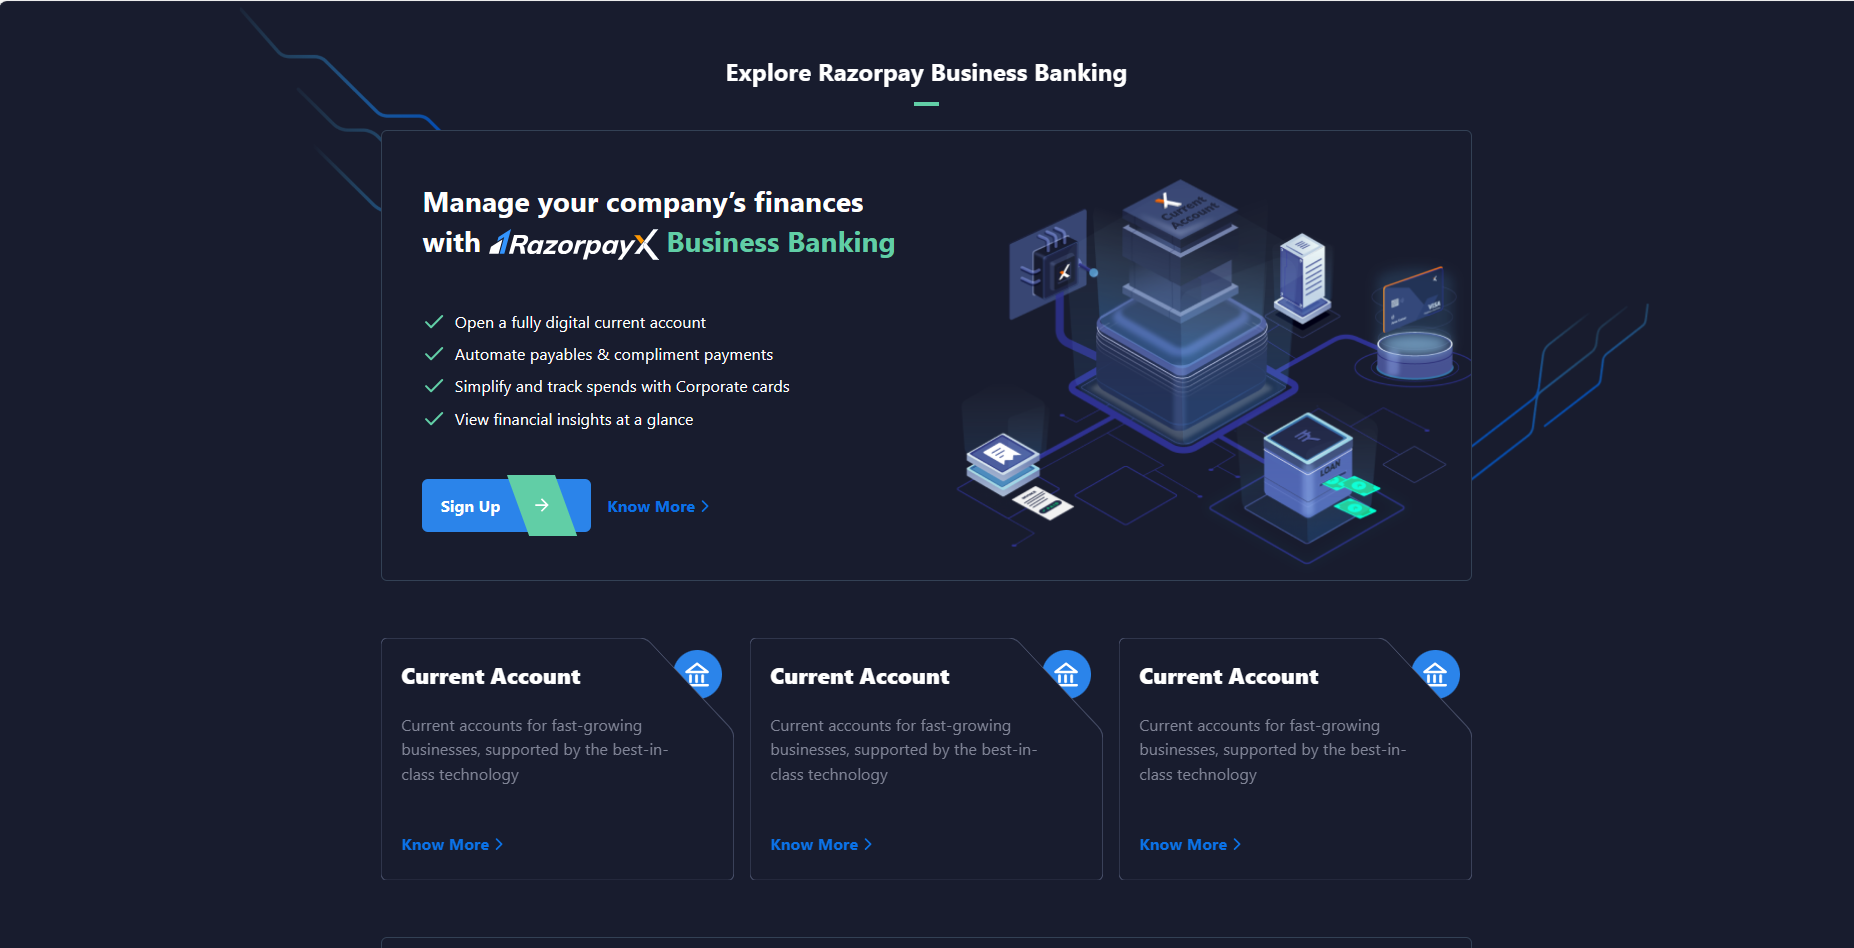 Explore Razorpay Business Banking
Manage your company’s finances
with RazorpayX Business Banking
Current
Account
VISA
Open a fully digital current account
Automate payables & compliment payments
Simplify and track spends with Corporate cards
View financial insights at a glance
LOAN
Sign Up
Know More
Current Account
Current accounts for fast-growing
businesses, supported by the best-in-
class technology
Know More
Current Account
Current accounts for fast-growing
businesses, supported by the best-in-
class technology
Know More
Current Account
Current accounts for fast-growing
businesses, supported by the best-in-
class technology
Know More